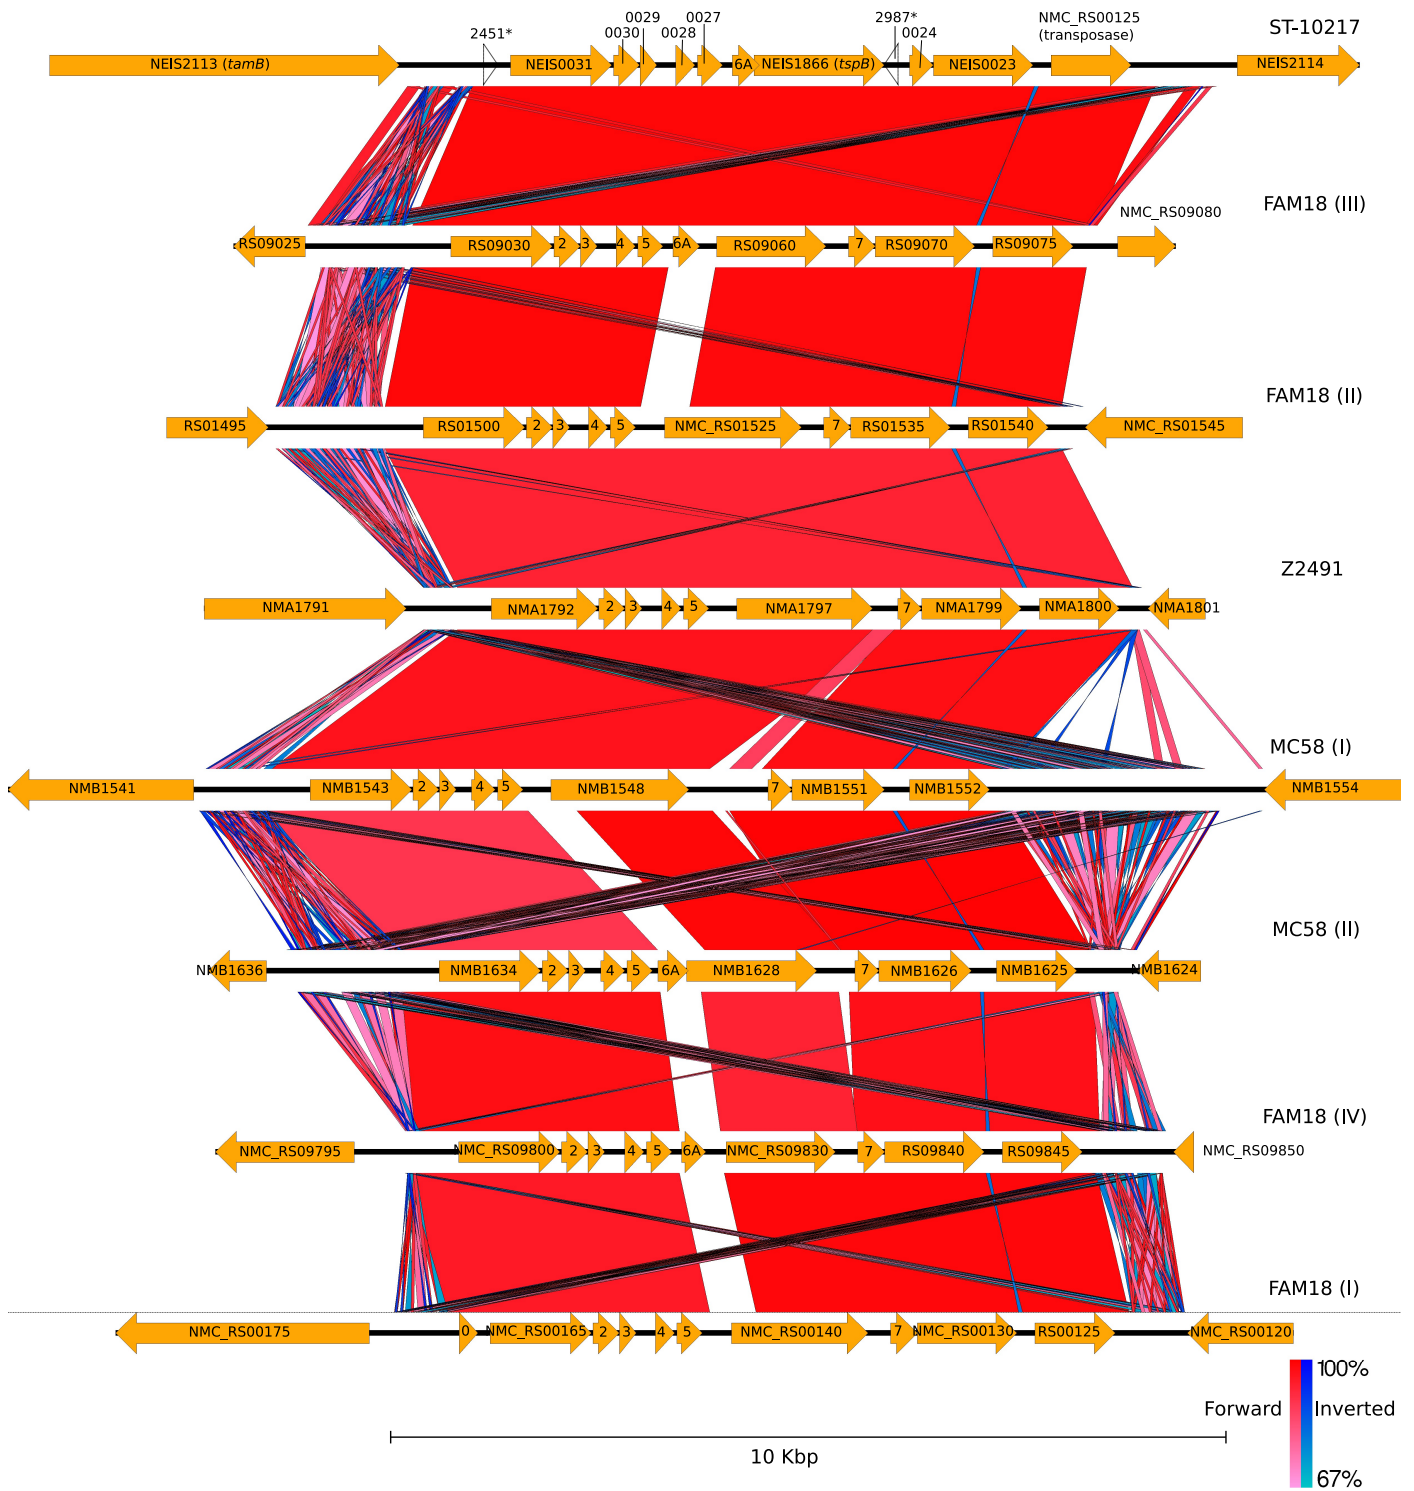 0029 0027 2987* NMC_RS00125 ST-10217
2451* 0030 0028 0024 (transposase)
NEIS2113 (tamB) NEIS0031 6A NEIS1866 (tspB) NEIS0023 NEIS2114
FAM18 (III)
NMC_RS09080
RS09025 RS09030 2 3 4 5 6A RS09060 7 RS09070 RS09075
FAM18 (II)
RS01495 RS01500 2 3 4 5 NMC_RS01525 7 RS01535 RS01540 NMC_RS01545
Z2491
NMA1791 NMA1792 2 3 4 5 NMA1797 7 NMA1799 NMA1800 NMA1801
MC58 (I)
NMB1541 NMB1543 2 3 4 5 NMB1548 7 NMB1551 NMB1552 NMB1554
MC58 (II)
NMB1636 NMB1634 2 3 4 5 6A NMB1628 7 NMB1626 NMB1625 NMB1624
FAM18 (IV)
NMC_RS09795 NMC_RS09800 2 3 4 5 6A NMC_RS09830 7 RS09840 RS09845 NMC_RS09850
FAM18 (I)
NMC_RS00175 0 NMC_RS00165 2 3 4 5 NMC_RS00140 7 NMC_RS00130 RS00125 NMC_RS00120
100%
Forward Inverted
67%
10 Kbp